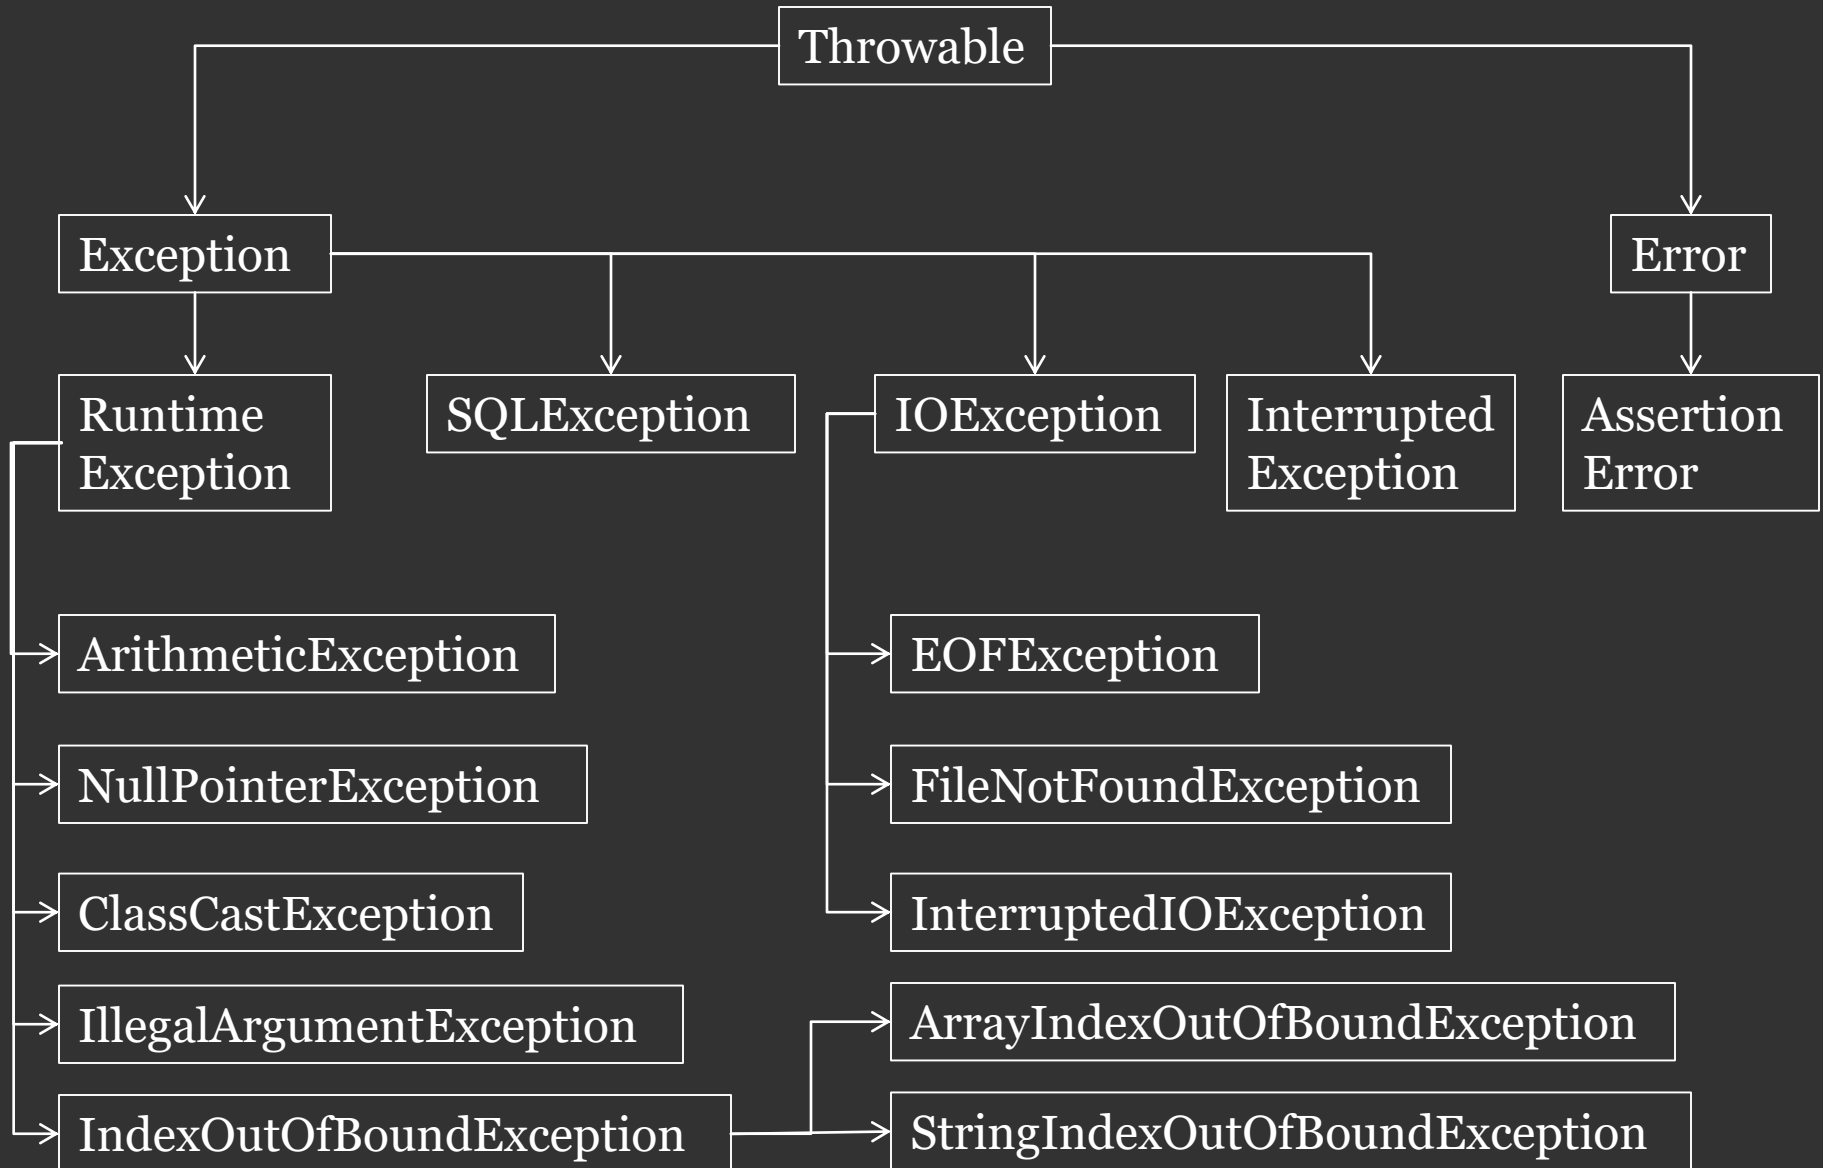 Throwable
Exception
Error
Runtime
Exception
SQLException
IOException
Interrupted
Exception
Assertion
Error
ArithmeticException
EOFException
NullPointerException
FileNotFoundException
ClassCastException
InterruptedIOException
IllegalArgumentException
ArrayIndexOutOfBoundException
IndexOutOfBoundException
StringIndexOutOfBoundException